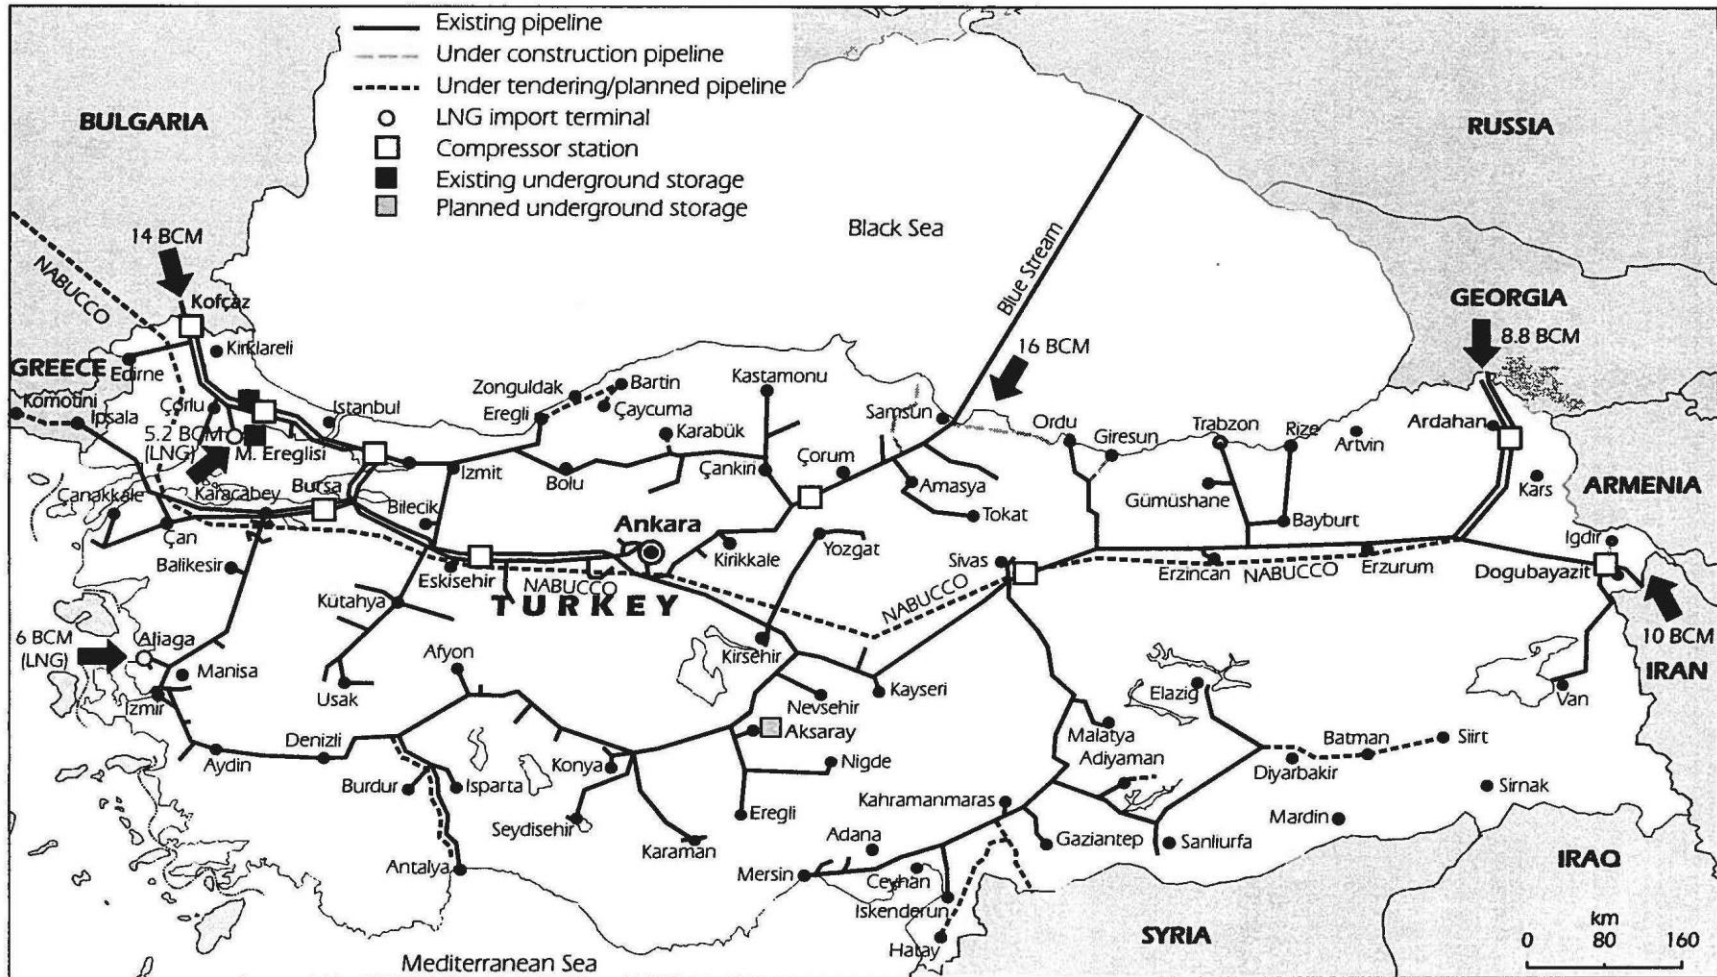 Existing pipeline
Under construction pipeline
Under tendering/planned pipeline
LNG import terminal
Compressor station
Existing underground storage
Planned underground storage
BULGARIA
RUSSIA
Black Sea
14 BCM
NABUCCO
Blue Stream
Kofçaz
GEORGIA
8.8 BCM
16 BCM
Kirklareli
GREECE
Edirne
Zonguldak
Bartin
Kastamonu
Komotini
Ipsala
Çorlu
Istanbul
Eregli
Çaycuma
Samsun
Ordu
Giresun
Trabzon
Rize
Artvin
Ardahan
5.2 BCM
(LNG)
M. Ereglisi
Karabük
Izmit
Bolu
Çankiri
Çorum
Kars
ARMENIA
Çanakkale
Karacabey
Bursa
Bilecik
Amasya
Gümüshane
Tokat
Bayburt
Çan
Ankara
Kirikkale
Yozgat
Igdir
Balikesir
Eskisehir
NABUCCO
Sivas
Erzincan
NABUCCO
Erzurum
Dogubayazit
TURKEY
NABUCCO
Kütahya
6 BCM
(LNG)
Aliaga
10 BCM
Manisa
Afyon
Kirsehir
IRAN
Izmir
Usak
Nevsehir
Kayseri
Elazig
Van
Aksaray
Malatya
Denizli
Aydin
Konya
Nigde
Adiyaman
Batman
Siirt
Diyarbakir
Burdur
Isparta
Seydisehir
Eregli
Kahramanmaras
Sirnak
Mardin
Karaman
Adana
Gaziantep
Sanliurfa
Antalya
Mersin
Ceyhan
IRAQ
Iskenderun
Hatay
SYRIA
km
0 80 160
Mediterranean Sea